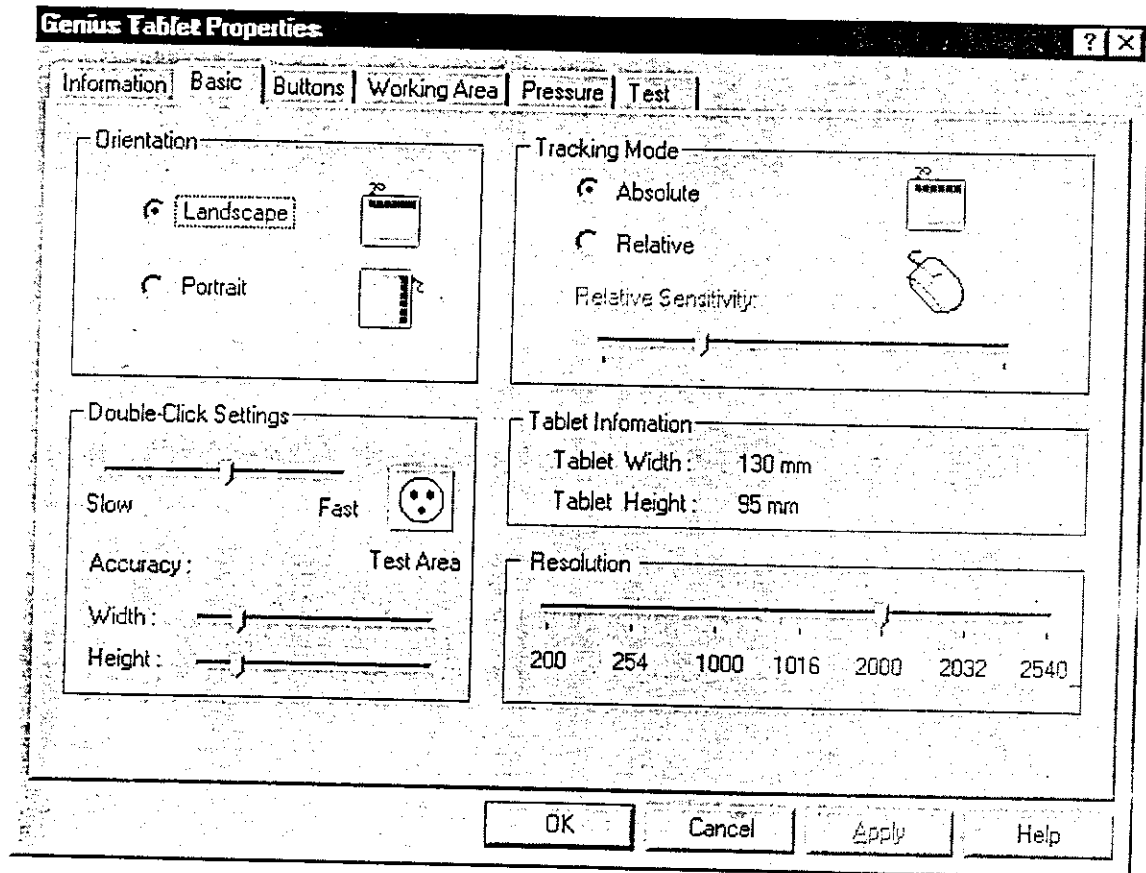 Genius Tablet Properties
? X
Information Basic Buttons Working Area Pressure Test
Orientation
Landscape
Portrait
Tracking Mode
Absolute
Relative
Relative Sensitivity:
Double-Click Settings
Slow Fast
Test Area
Accuracy :
Width :
Height :
Tablet Infomation
Tablet Width : 130 mm
Tablet Height : 95 mm
Resolution
200 254 1000 1016 2000 2032 2540
OK Cancel Apply Help